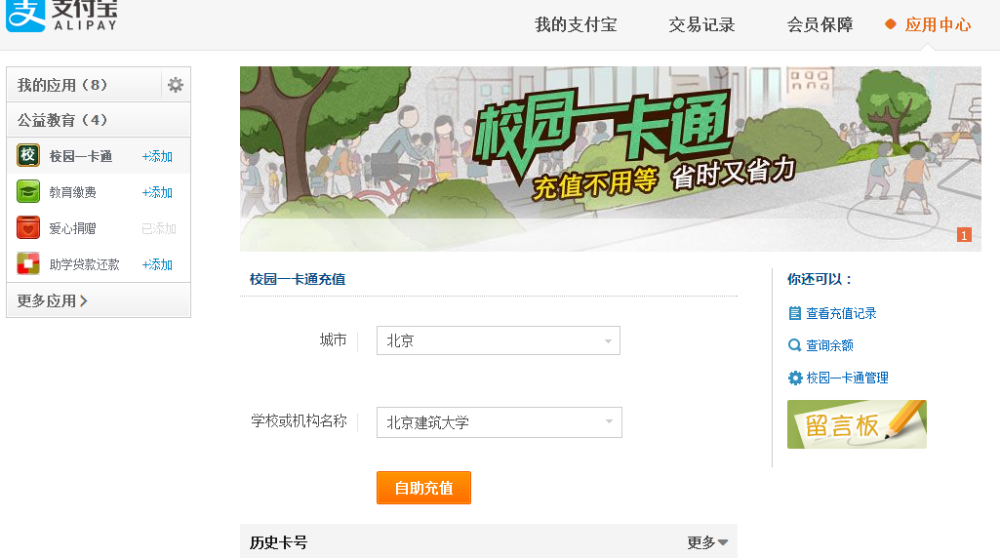 支付宝
ALIPAY
我的支付宝
交易记录
会员保障
应用中心
我的应用（8）
公益教育（4）
校
校园一卡通
+添加
教育缴费
+添加
爱心捐赠
已添加
助学贷款还款
+添加
更多应用
校园一卡通
充值不用等 省时又省力
1
校园一卡通充值
城市
北京
学校或机构名称
北京建筑大学
自助充值
历史卡号
更多
你还可以：
查看充值记录
查询余额
校园一卡通管理
留言板